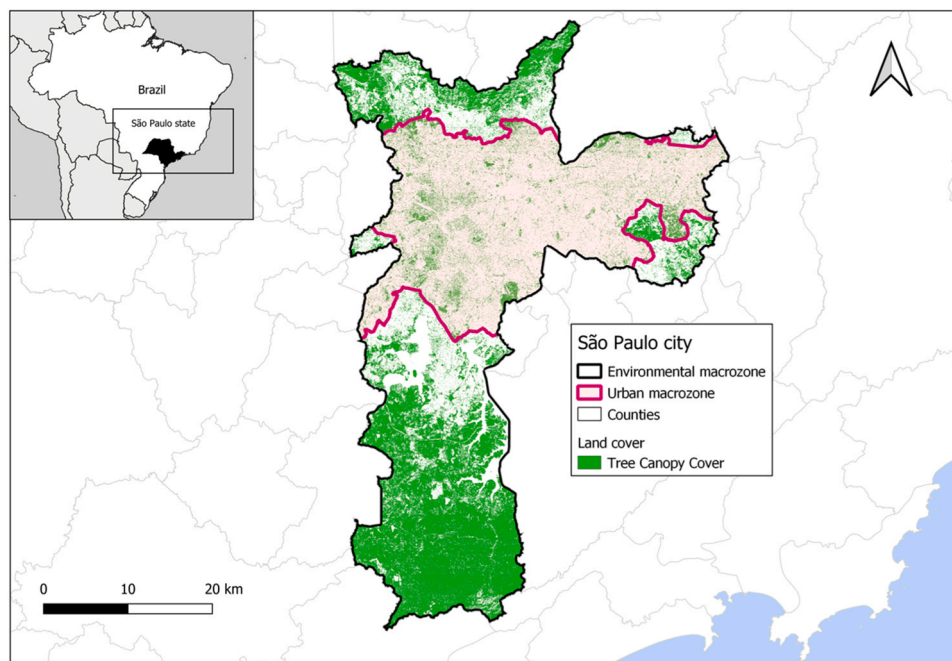 Brazil
São Paulo state
São Paulo city
Environmental macrozone
Urban macrozone
Counties
Land cover
Tree Canopy Cover
0 10 20 km